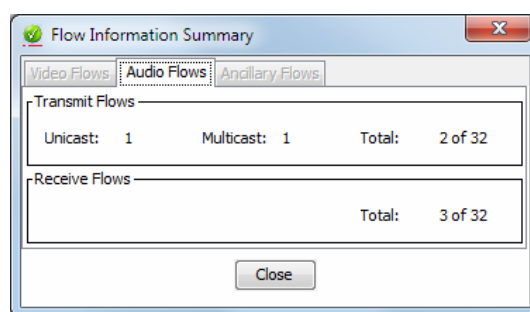 Flow Information Summary
Video Flows Audio Flows Ancillary Flows
Transmit Flows
Unicast: 1 Multicast: 1 Total: 2 of 32
Receive Flows
Total: 3 of 32
Close